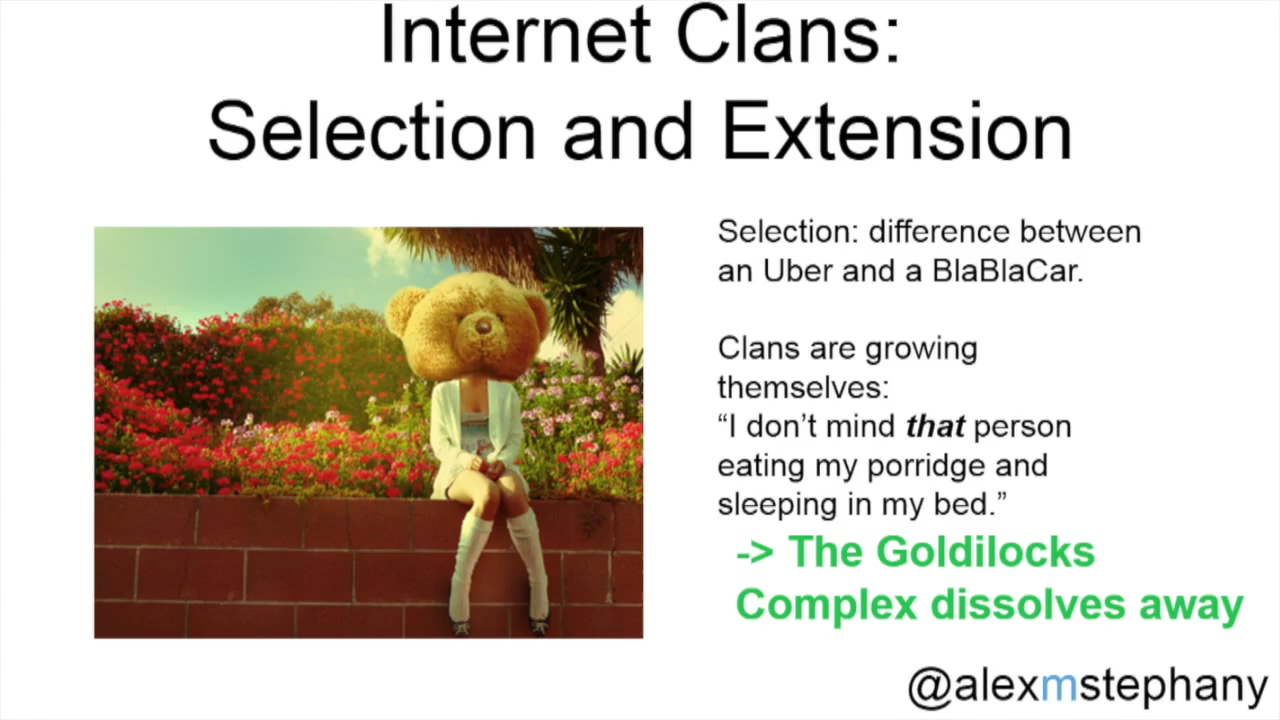 Internet Clans:
Selection and Extension
Selection: difference between
an Uber and a BlaBlaCar.
Clans are growing
themselves:
“I don’t mind that person
eating my porridge and
sleeping in my bed.”
-> The Goldilocks
Complex dissolves away
@alexmstephany